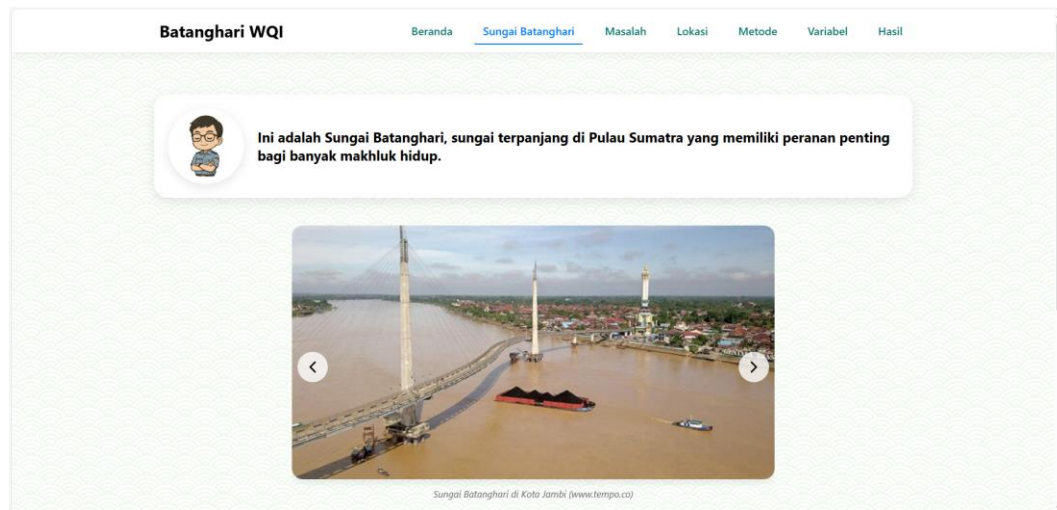 Batanghari WQI
Beranda
Sungai Batanghari
Masalah
Lokasi
Metode
Variabel
Hasil
Ini adalah Sungai Batanghari, sungai terpanjang di Pulau Sumatra yang memiliki peranan penting
bagi banyak makhluk hidup.
Sungai Batanghari di Kota Jambi (www.tempo.co)